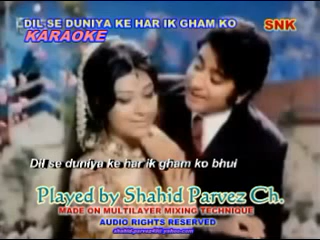 DIL SE DUNIYA KE HAR IK GHAM KO
KARAOKE
SNK
Dil se duniya ke har ik gham ko bhul
Played by Shahid Parvez Ch.
MADE ON MULTILAYER MIXING TECHNIQUE
AUDIO RIGHTS RESERVED